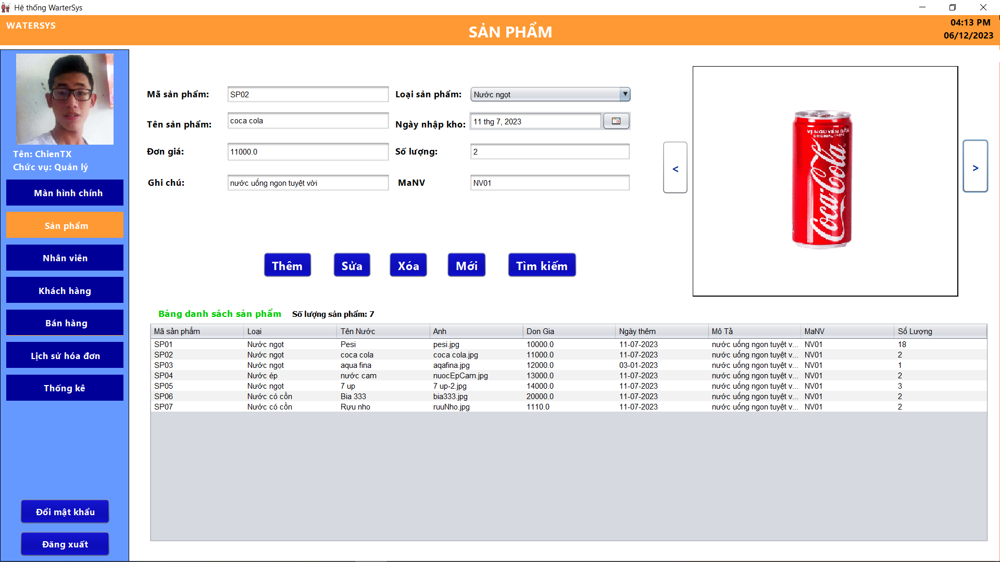 Hệ thống WarterSys
WATERSYS
SẢN PHẨM
04:13 PM
06/12/2023
Tên: ChienTX
Chức vụ: Quản lý
Màn hình chính
Sản phẩm
Nhân viên
Khách hàng
Bán hàng
Lịch sử hóa đơn
Thống kê
Đổi mật khẩu
Đăng xuất
Mã sản phẩm: SP02 Loại sản phẩm: Nước ngọt
Tên sản phẩm: coca cola Ngày nhập kho: 11 thg 7, 2023
Đơn giá: 11000.0 Số lượng: 2
Ghi chú: nước uống ngon tuyệt vời MaNV NV01
< >
VỊ NGUYÊN BẢN
ORIGINAL TASTE
Coca-Cola
Thêm Sửa Xóa Mới Tìm kiếm
Bảng danh sách sản phẩm Số lượng sản phẩm: 7
Mã sản phẩm Loại Tên Nước Anh Don Gia Ngày thêm Mô Tả MaNV Số Lượng
SP01 Nước ngọt Pesi pesi.jpg 10000.0 11-07-2023 nước uống ngon tuyệt v... NV01 18
SP02 Nước ngọt coca cola coca cola.jpg 11000.0 11-07-2023 nước uống ngon tuyệt v... NV01 2
SP03 Nước ngọt aqua fina aqafina.jpg 12000.0 03-01-2023 nước uống ngon tuyệt v... NV01 1
SP04 Nước ép nước cam nuocEpCam.jpg 13000.0 11-07-2023 nước uống ngon tuyệt v... NV01 2
SP05 Nước ngọt 7 up 7 up-2.jpg 14000.0 11-07-2023 nước uống ngon tuyệt v... NV01 3
SP06 Nước có cồn Bia 333 bia333.jpg 20000.0 11-07-2023 nước uống ngon tuyệt v... NV01 2
SP07 Nước có cồn Rựu nho ruuNho.jpg 1110.0 11-07-2023 nước uống ngon tuyệt v... NV01 2